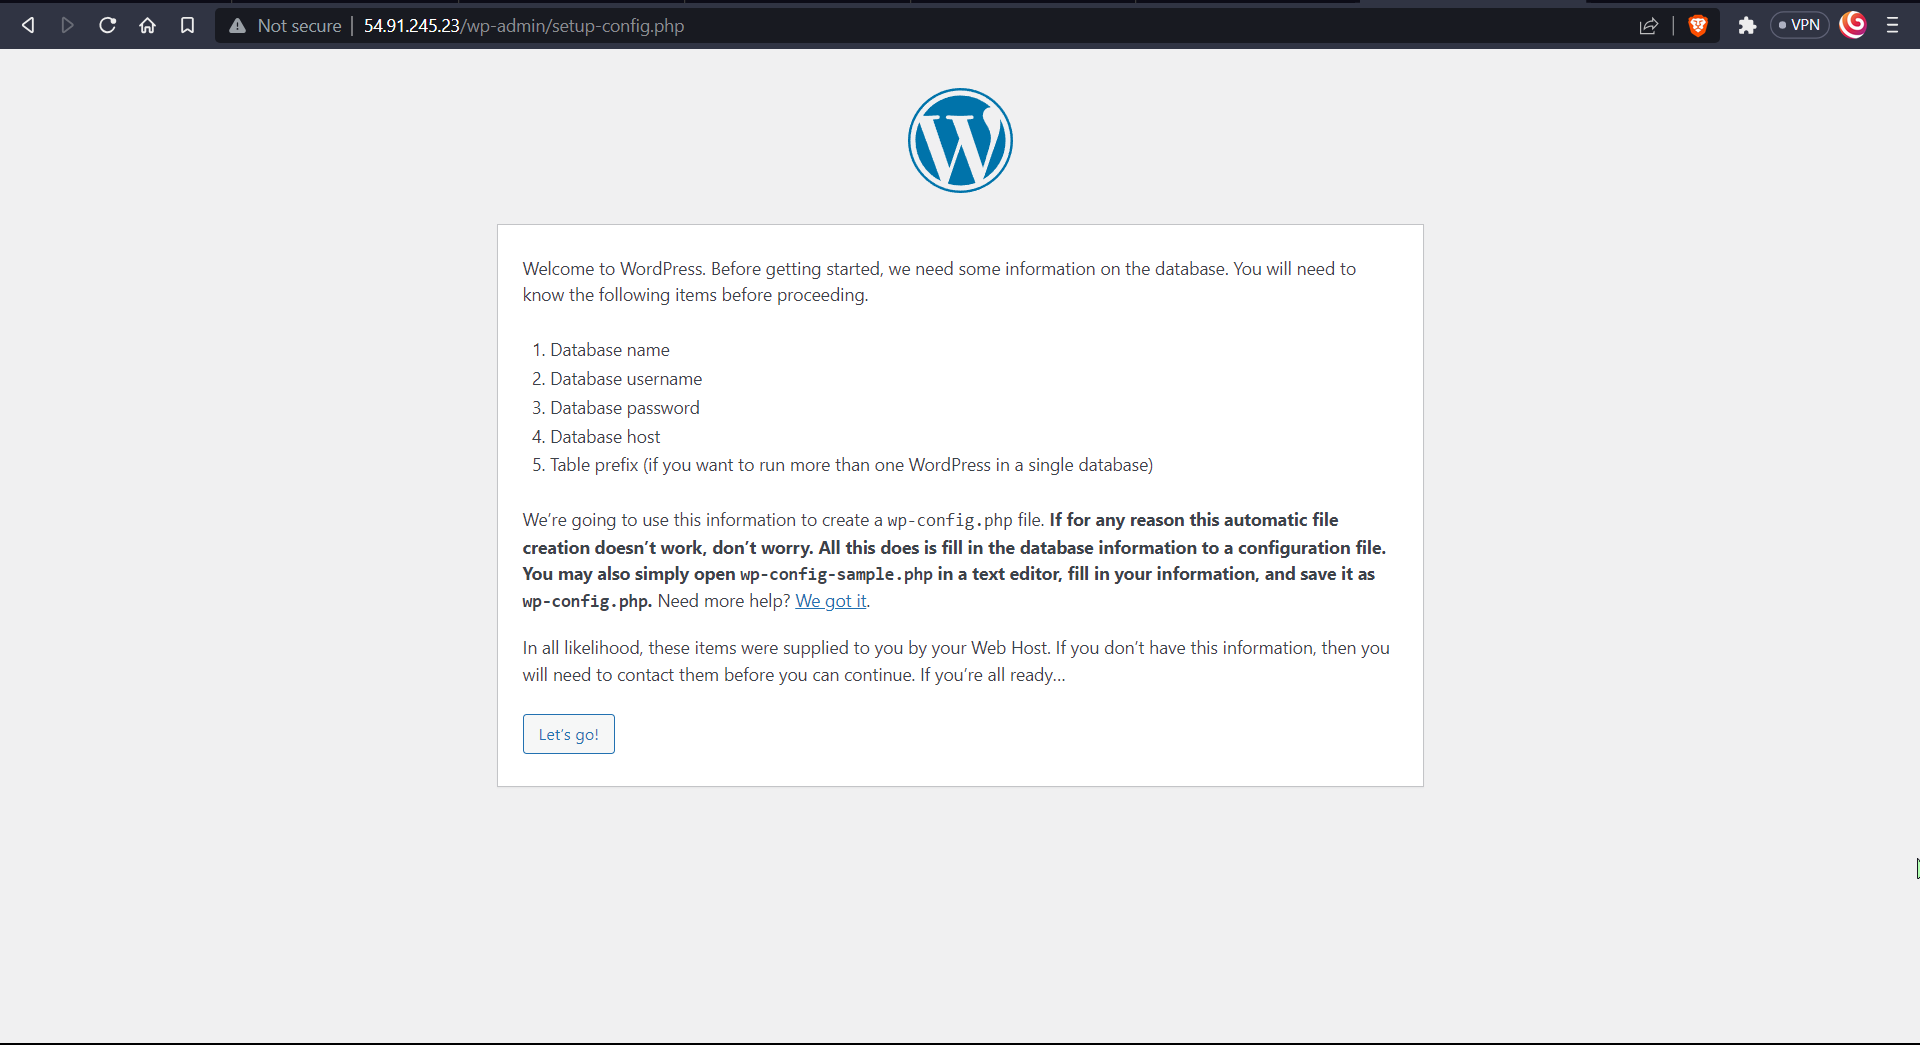 Not secure | 54.91.245.23/wp-admin/setup-config.php
VPN
Welcome to WordPress. Before getting started, we need some information on the database. You will need to
know the following items before proceeding.
1. Database name
2. Database username
3. Database password
4. Database host
5. Table prefix (if you want to run more than one WordPress in a single database)
We’re going to use this information to create a wp-config.php file. If for any reason this automatic file
creation doesn’t work, don’t worry. All this does is fill in the database information to a configuration file.
You may also simply open wp-config-sample.php in a text editor, fill in your information, and save it as
wp-config.php. Need more help? We got it.
In all likelihood, these items were supplied to you by your Web Host. If you don’t have this information, then you
will need to contact them before you can continue. If you’re all ready…
Let’s go!